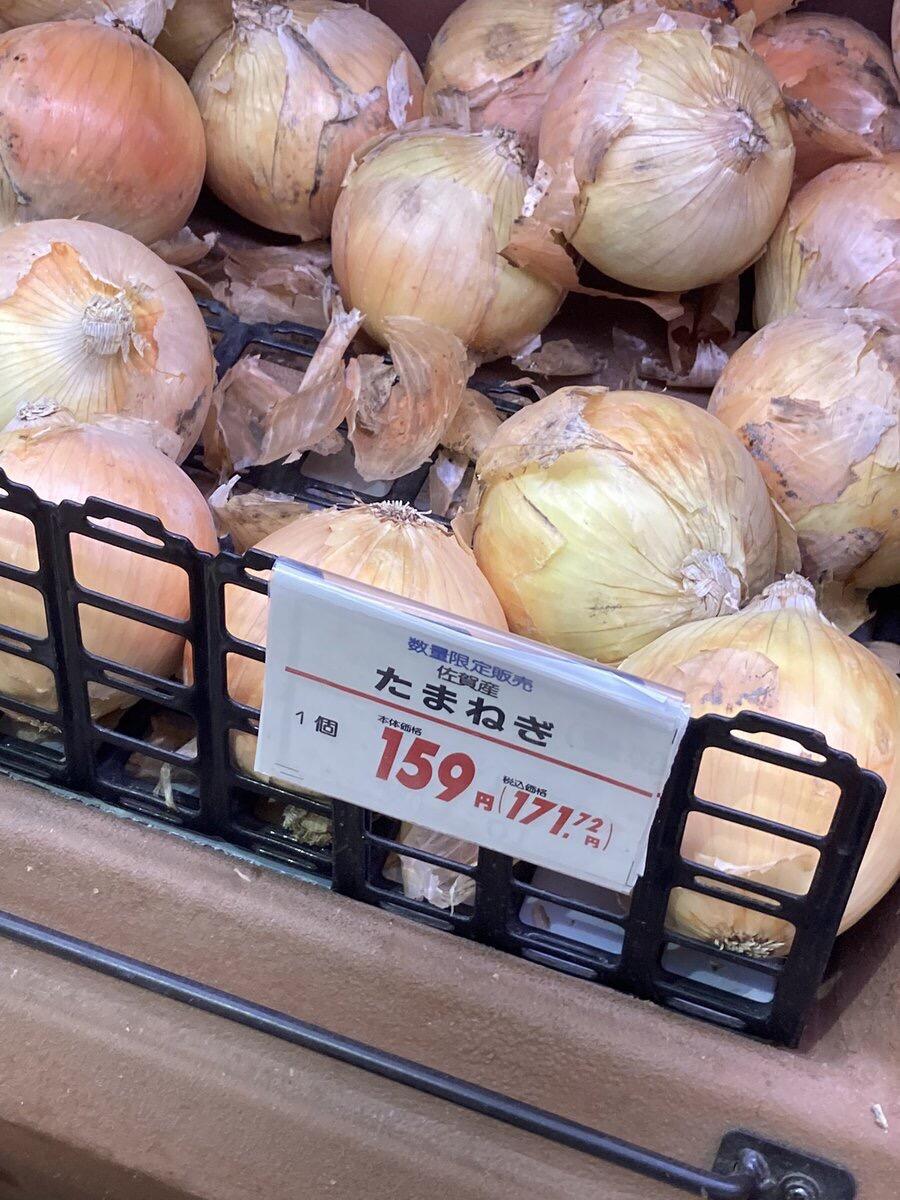 数量限定販売
佐賀産
たまねぎ
1個
本体価格
159円
税込価格
(171.72円)